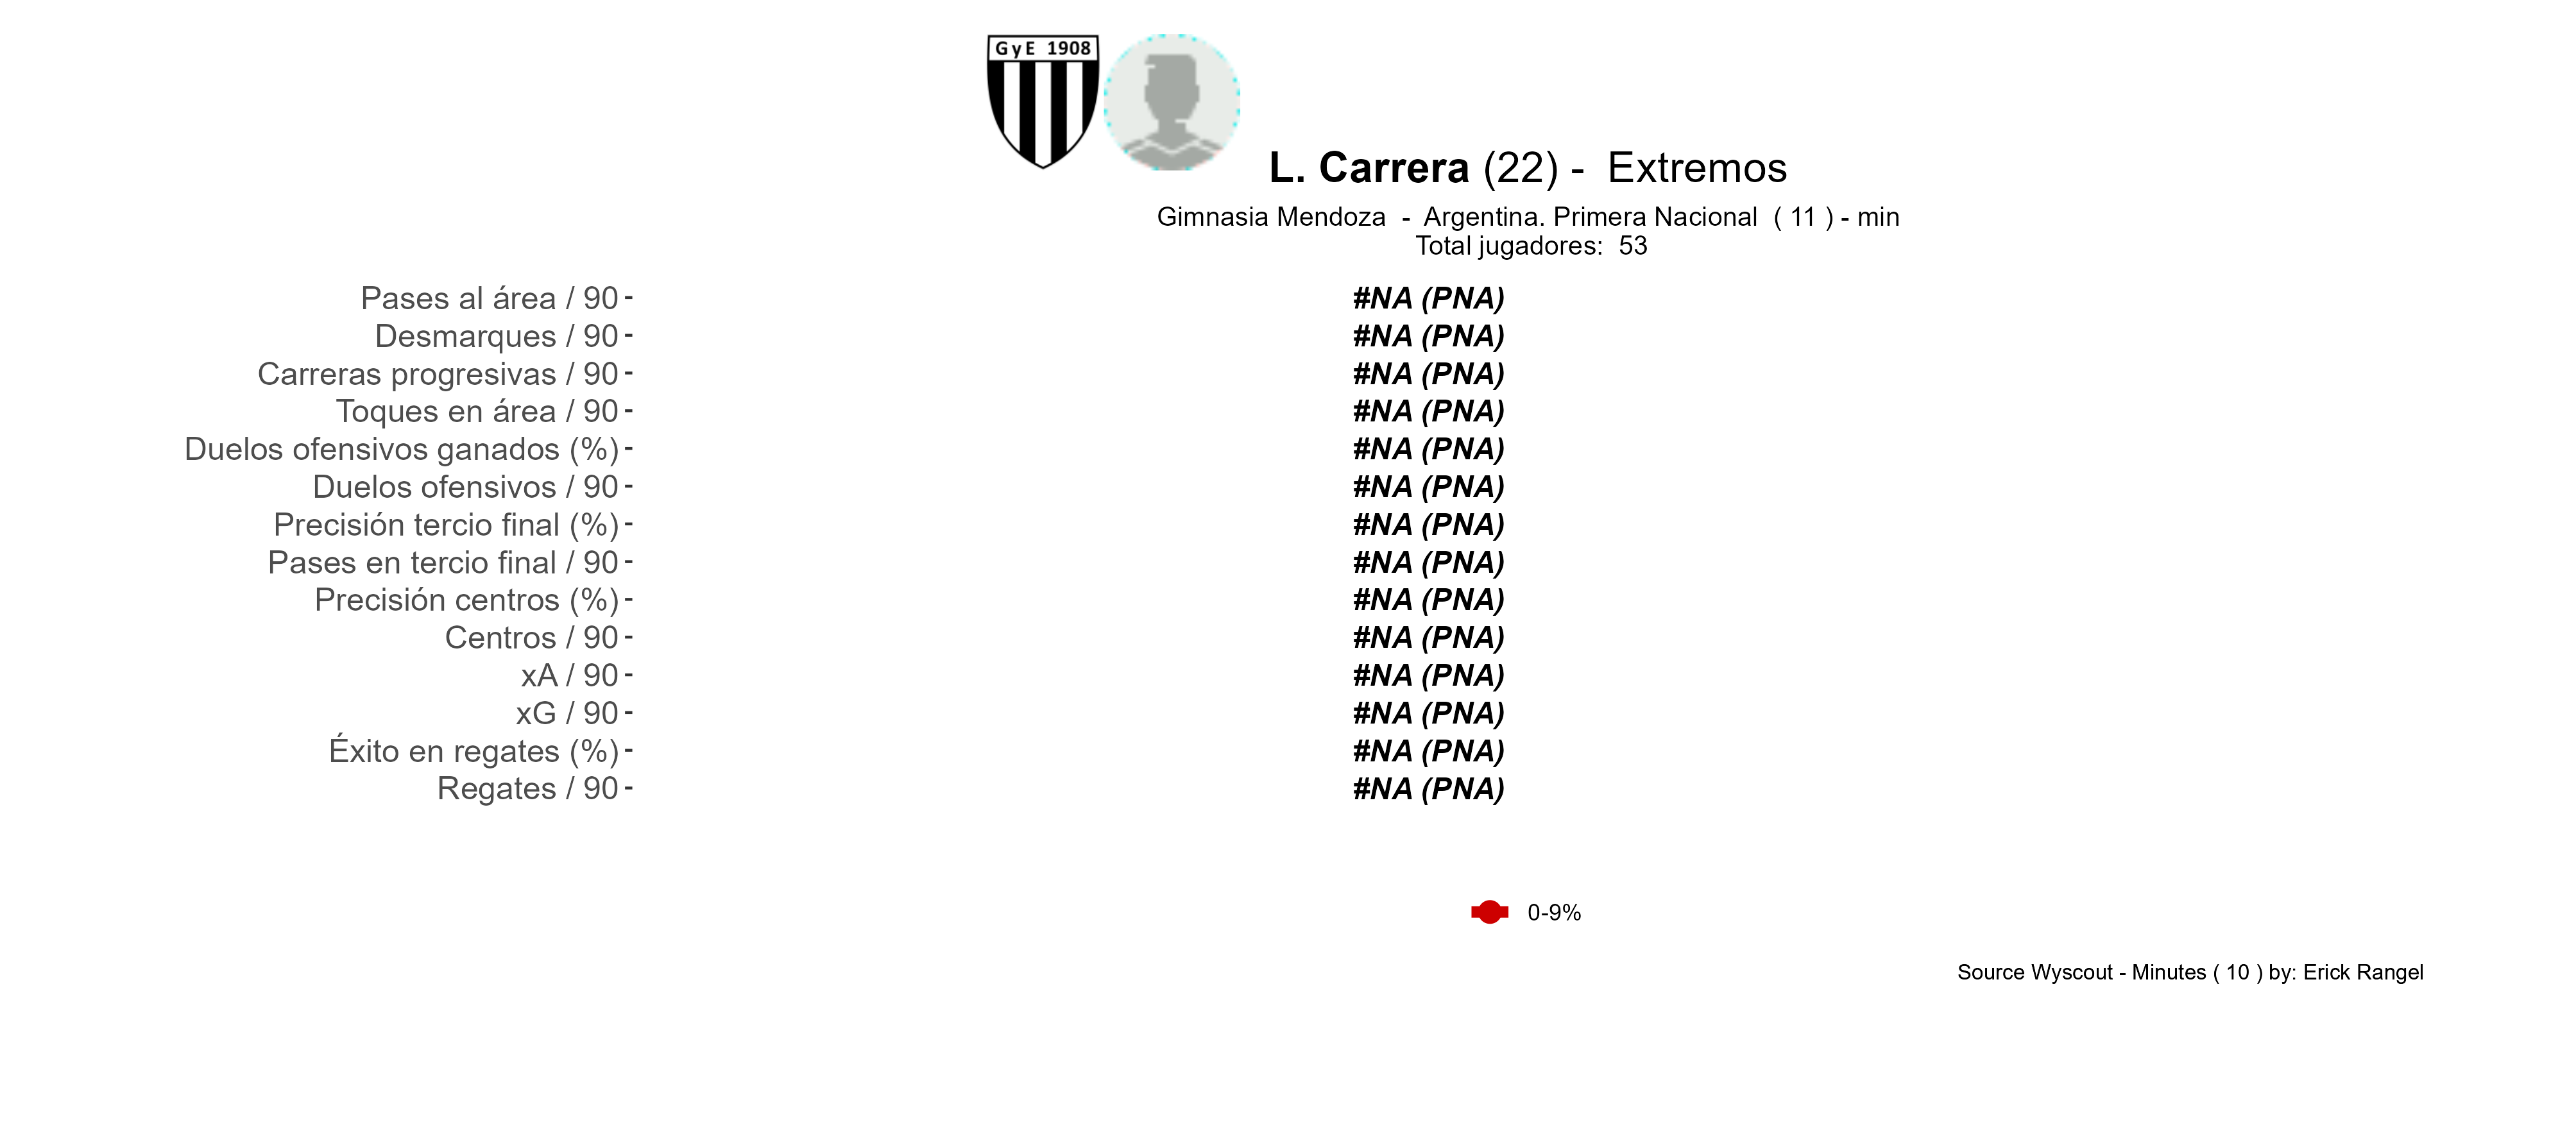 GyE 1908
L. Carrera (22) - Extremos
Gimnasia Mendoza - Argentina. Primera Nacional ( 11 ) - min
Total jugadores: 53
Pases al área / 90 #NA (PNA)
Desmarques / 90 #NA (PNA)
Carreras progresivas / 90 #NA (PNA)
Toques en área / 90 #NA (PNA)
Duelos ofensivos ganados (%) #NA (PNA)
Duelos ofensivos / 90 #NA (PNA)
Precisión tercio final (%) #NA (PNA)
Pases en tercio final / 90 #NA (PNA)
Precisión centros (%) #NA (PNA)
Centros / 90 #NA (PNA)
xA / 90 #NA (PNA)
xG / 90 #NA (PNA)
Éxito en regates (%) #NA (PNA)
Regates / 90 #NA (PNA)
0-9%
Source Wyscout - Minutes ( 10 ) by: Erick Rangel